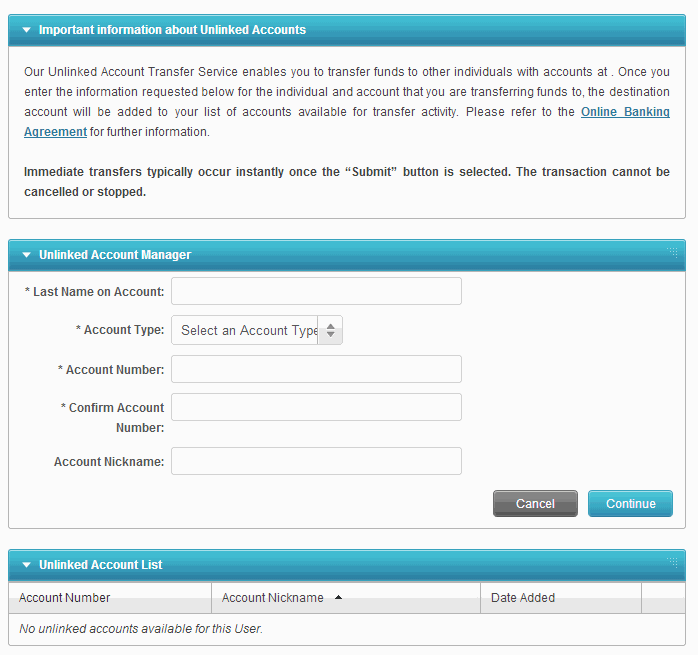 Important information about Unlinked Accounts
Our Unlinked Account Transfer Service enables you to transfer funds to other individuals with accounts at . Once you
enter the information requested below for the individual and account that you are transferring funds to, the destination
account will be added to your list of accounts available for transfer activity. Please refer to the Online Banking
Agreement for further information.
Immediate transfers typically occur instantly once the “Submit” button is selected. The transaction cannot be
cancelled or stopped.
Unlinked Account Manager
* Last Name on Account:
* Account Type: Select an Account Type
* Account Number:
* Confirm Account
Number:
Account Nickname:
Cancel Continue
Unlinked Account List
Account Number Account Nickname Date Added
No unlinked accounts available for this User.